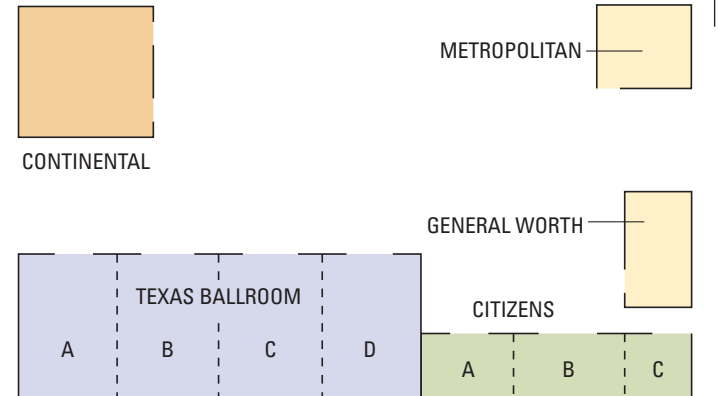 METROPOLITAN
CONTINENTAL
GENERAL WORTH
TEXAS BALLROOM
CITIZENS
A B C D
A B C